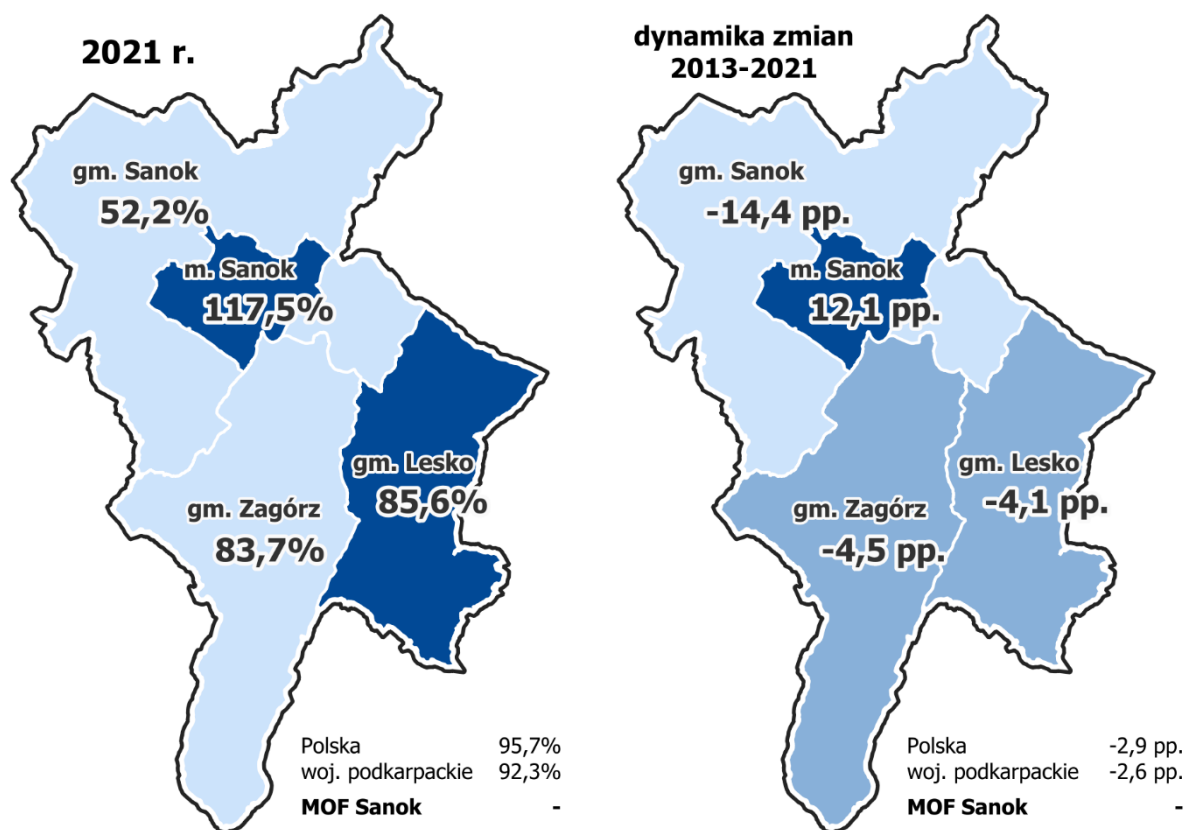 2021 r.
gm. Sanok
52,2%
m. Sanok
117,5%
gm. Lesko
85,6%
gm. Zagórz
83,7%
Polska 95,7%
woj. podkarpackie 92,3%
MOF Sanok -
dynamika zmian
2013-2021
gm. Sanok
-14,4 pp.
m. Sanok
12,1 pp.
gm. Lesko
-4,1 pp.
gm. Zagórz
-4,5 pp.
Polska -2,9 pp.
woj. podkarpackie -2,6 pp.
MOF Sanok -